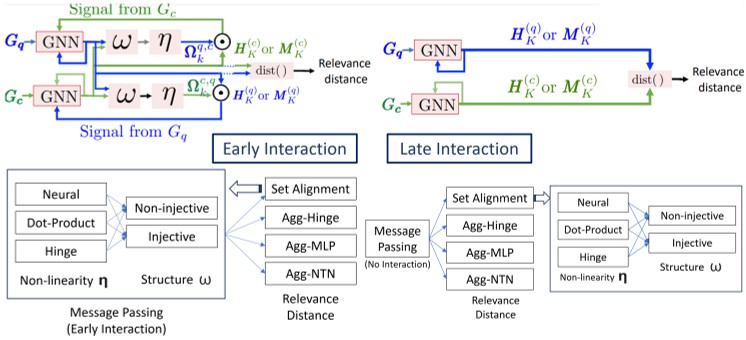 Signal from G_c
G_q GNN ω η Ω_k^{q,c} H_K^{(c)} or M_K^{(c)}
dist() Relevance distance
G_c GNN ω η Ω_k^{c,q} H_K^{(q)} or M_K^{(q)}
Signal from G_q
H_K^{(q)} or M_K^{(q)}
G_q GNN
dist() Relevance distance
H_K^{(c)} or M_K^{(c)}
G_c GNN
Early Interaction
Late Interaction
Neural
Dot-Product
Hinge
Non-linearity η
Non-injective
Injective
Structure ω
Message Passing
(Early Interaction)
Set Alignment
Agg-Hinge
Agg-MLP
Agg-NTN
Relevance
Distance
Message
Passing
(No Interaction)
Set Alignment
Agg-Hinge
Agg-MLP
Agg-NTN
Relevance
Distance
Neural
Dot-Product
Hinge
Non-linearity η
Non-injective
Injective
Structure ω